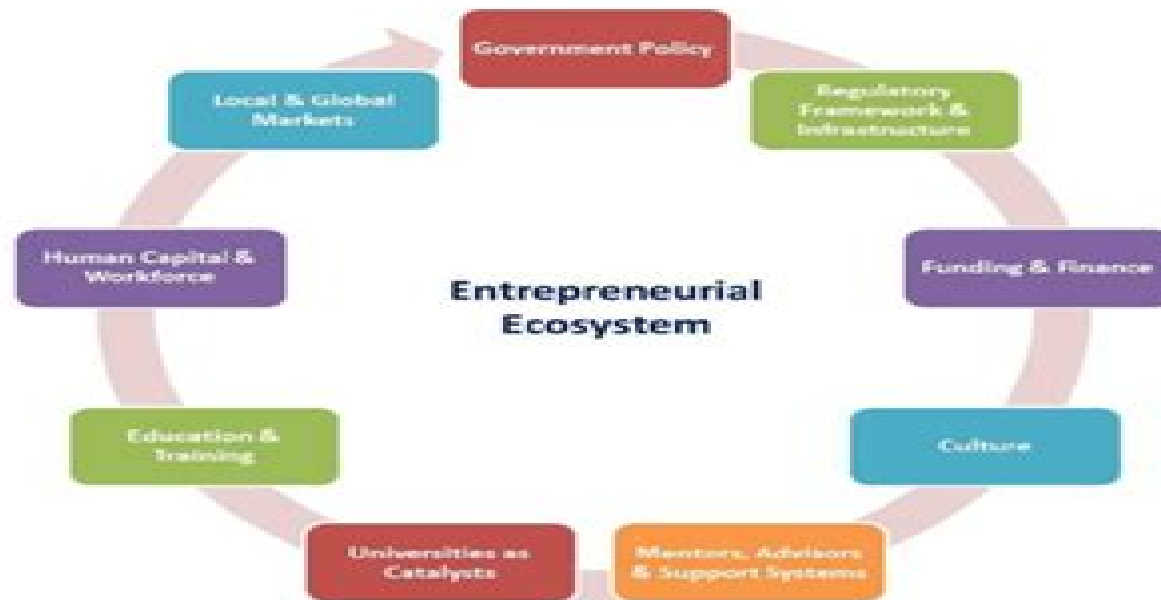 Government Policy
Regulatory
Framework &
Infrastructure
Funding & Finance
Culture
Mentors, Advisors
& Support Systems
Universities as
Catalysts
Education &
Training
Human Capital &
Workforce
Local & Global
Markets
Entrepreneurial
Ecosystem